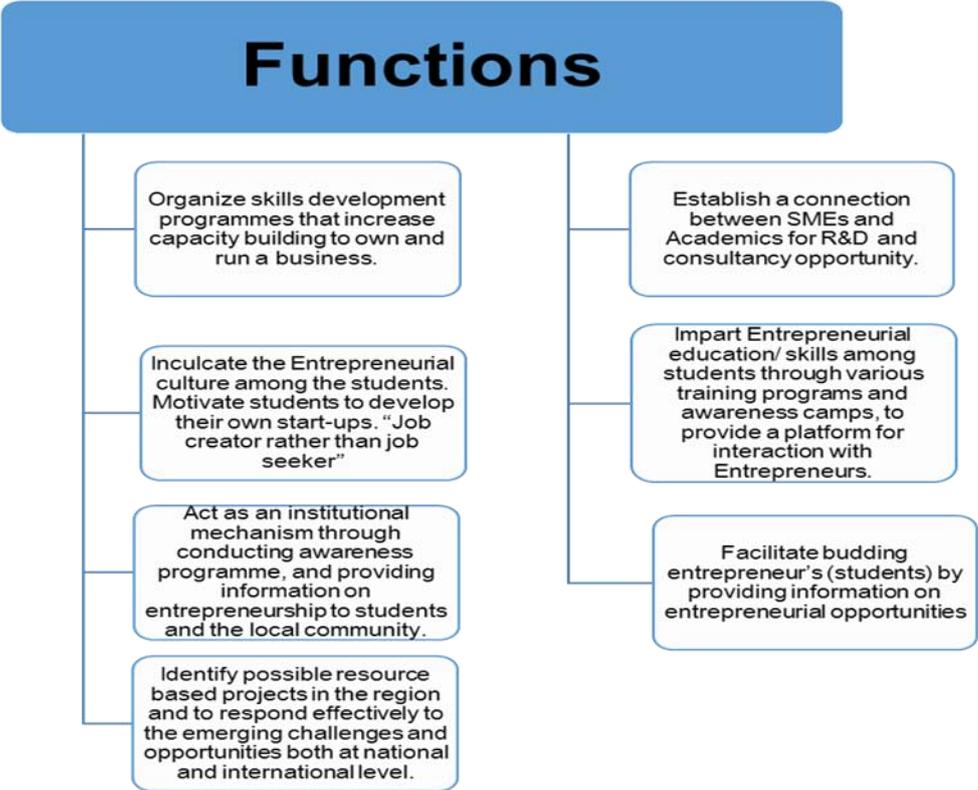 Functions
Organize skills development
programmes that increase
capacity building to own and
run a business.
Inculcate the Entrepreneurial
culture among the students.
Motivate students to develop
their own start-ups. “Job
creator rather than job
seeker”
Act as an institutional
mechanism through
conducting awareness
programme, and providing
information on
entrepreneurship to students
and the local community.
Identify possible resource
based projects in the region
and to respond effectively to
the emerging challenges and
opportunities both at national
and international level.
Establish a connection
between SMEs and
Academics for R&D and
consultancy opportunity.
Impart Entrepreneurial
education/ skills among
students through various
training programs and
awareness camps, to
provide a platform for
interaction with
Entrepreneurs.
Facilitate budding
entrepreneur’s (students) by
providing information on
entrepreneurial opportunities